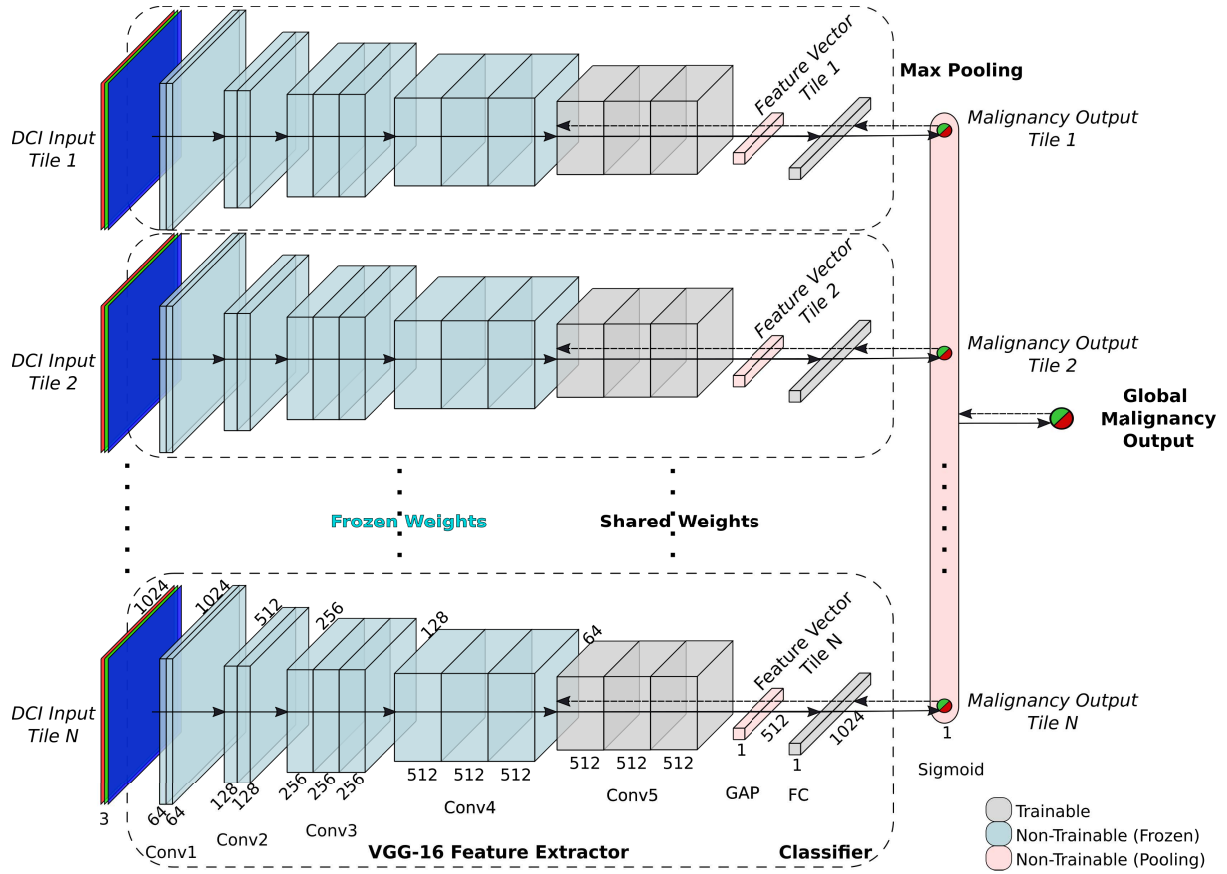 Feature Vector
Tile 1
Max Pooling
DCI Input
Tile 1
Malignancy Output
Tile 1
Feature Vector
Tile 2
DCI Input
Tile 2
Malignancy Output
Tile 2
Global
Malignancy
Output
Frozen Weights
Shared Weights
1024
1024
512
256
128
64
Feature Vector
Tile N
DCI Input
Tile N
Malignancy Output
Tile N
3
64
64
Conv1
128
128
Conv2
256
256
256
Conv3
512
512
512
Conv4
512
512
512
Conv5
1
512
GAP
1
1024
FC
1
Sigmoid
VGG-16 Feature Extractor
Classifier
Trainable
Non-Trainable (Frozen)
Non-Trainable (Pooling)